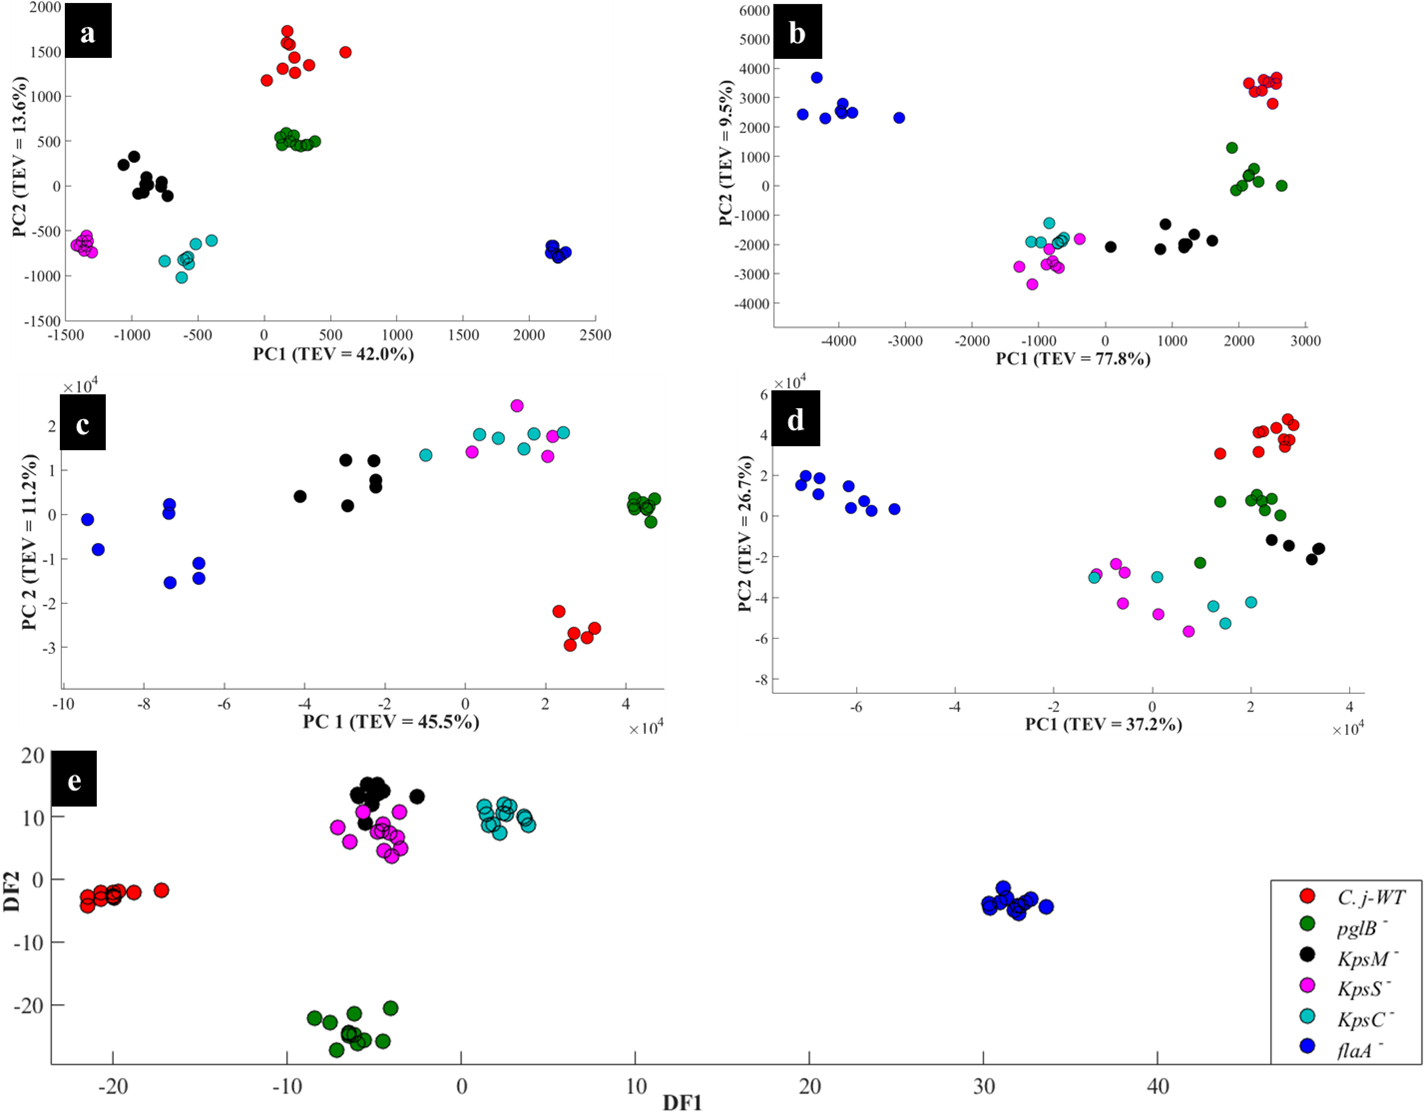 a
2000
1500
1000
500
0
-500
-1000
-1500
PC2 (TEV = 13.6%)
-1500 -1000 -500 0 500 1000 1500 2000 2500
PC1 (TEV = 42.0%)
b
6000
5000
4000
3000
2000
1000
0
-1000
-2000
-3000
-4000
PC2 (TEV = 9.5%)
-4000 -3000 -2000 -1000 0 1000 2000 3000
PC1 (TEV = 77.8%)
c
×10⁴
2
1
0
-1
-2
-3
PC 2 (TEV = 11.2%)
-10 -8 -6 -4 -2 0 2 4
PC 1 (TEV = 45.5%)
×10⁴
d
×10⁴
6
4
2
0
-2
-4
-6
-8
PC2 (TEV = 26.7%)
-6 -4 -2 0 2 4
PC1 (TEV = 37.2%)
×10⁴
e
20
10
0
-10
-20
DF2
-20 -10 0 10 20 30 40
DF1
C. j-WT
pglB⁻
KpsM⁻
KpsS⁻
KpsC⁻
flaA⁻